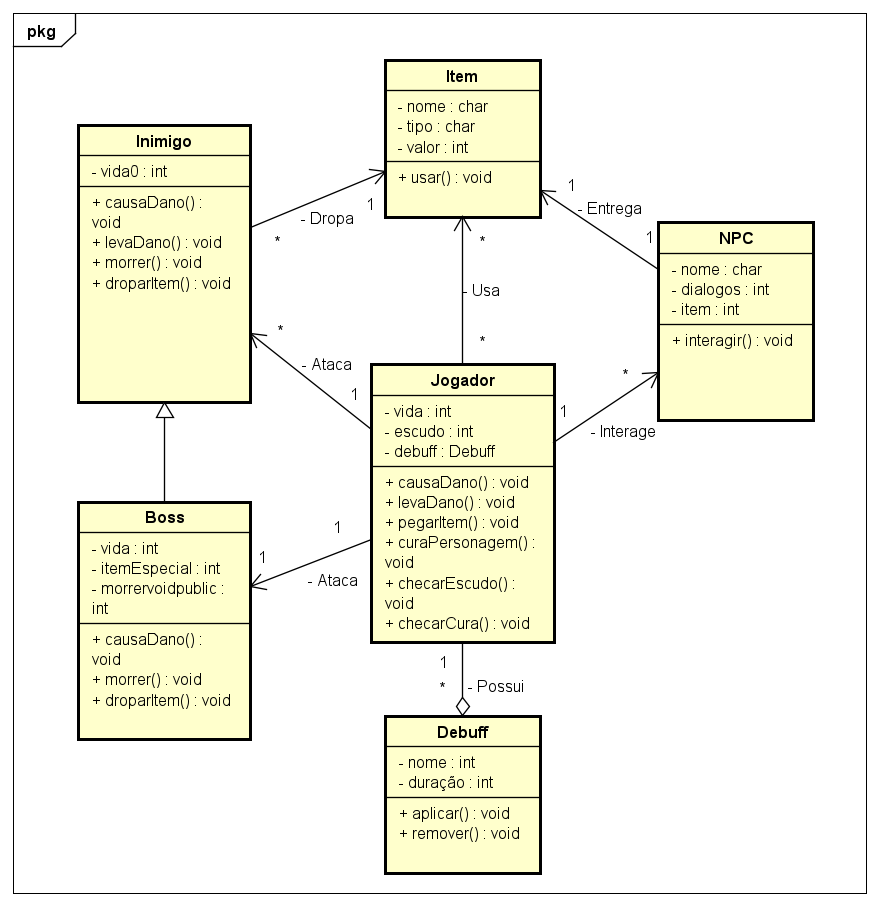 pkg
Item
- nome : char
- tipo : char
- valor : int
+ usar() : void
Inimigo
- vida0 : int
+ causaDano() :
void
+ levaDano() : void
+ morrer() : void
+ droparItem() : void
- Dropa
1
*
1
- Entrega
1
NPC
- nome : char
- dialogos : int
- item : int
+ interagir() : void
*
- Usa
*
*
- Ataca
1
Jogador
- vida : int
- escudo : int
- debuff : Debuff
+ causaDano() : void
+ levaDano() : void
+ pegarItem() : void
+ curaPersonagem() :
void
+ checarEscudo() :
void
+ checarCura() : void
*
1
- Interage
Boss
- vida : int
- itemEspecial : int
- morrervoidpublic :
int
+ causaDano() :
void
+ morrer() : void
+ droparItem() : void
1
1
- Ataca
1
*
- Possui
Debuff
- nome : int
- duração : int
+ aplicar() : void
+ remover() : void